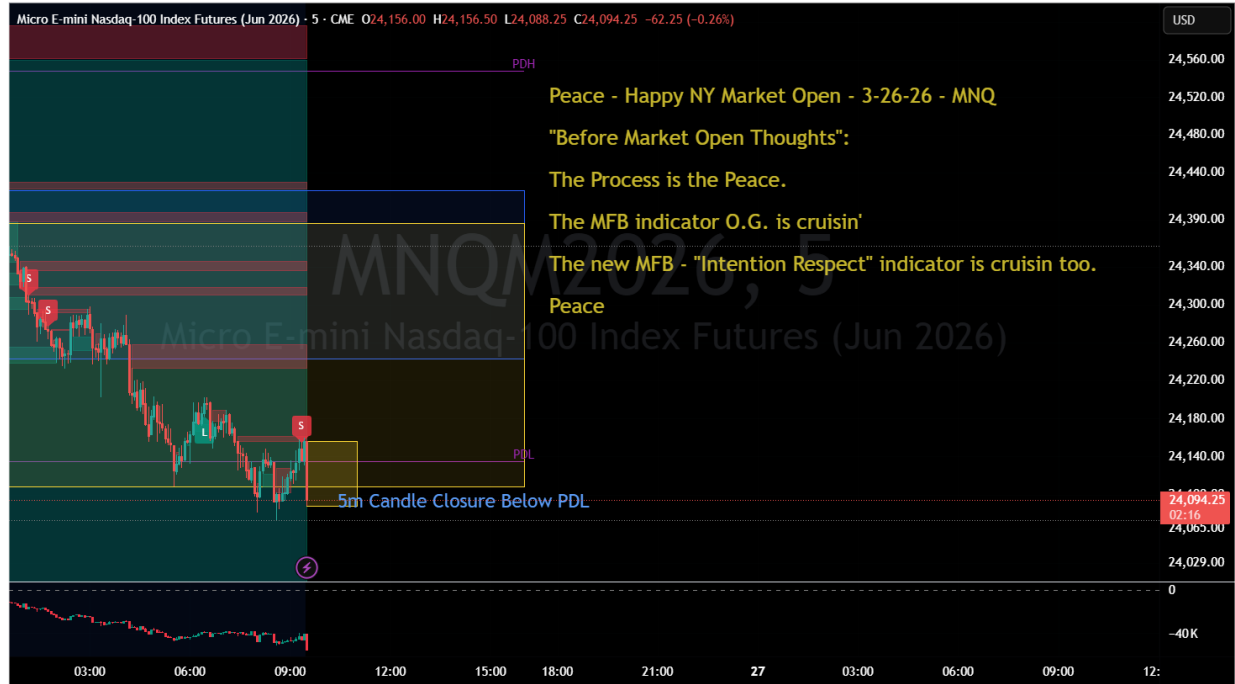 Micro E-mini Nasdaq-100 Index Futures (Jun 2026) · 5 · CME O24,156.00 H24,156.50 L24,088.25 C24,094.25 −62.25 (−0.26%)
USD
PDH
24,560.00
Peace - Happy NY Market Open - 3-26-26 - MNQ
24,520.00
"Before Market Open Thoughts":
24,480.00
The Process is the Peace.
24,440.00
The MFB indicator O.G. is cruisin'
24,390.00
The new MFB - "Intention Respect" indicator is cruisin too.
24,340.00
Peace
24,300.00
MNQM2026, 5
Micro E-mini Nasdaq-100 Index Futures (Jun 2026)
S
S
24,260.00
24,220.00
L
S
24,180.00
PDL
24,140.00
5m Candle Closure Below PDL
24,094.25
02:16
24,065.00
24,029.00
0
−40K
03:00 06:00 09:00 12:00 15:00 18:00 21:00 27 03:00 06:00 09:00 12: